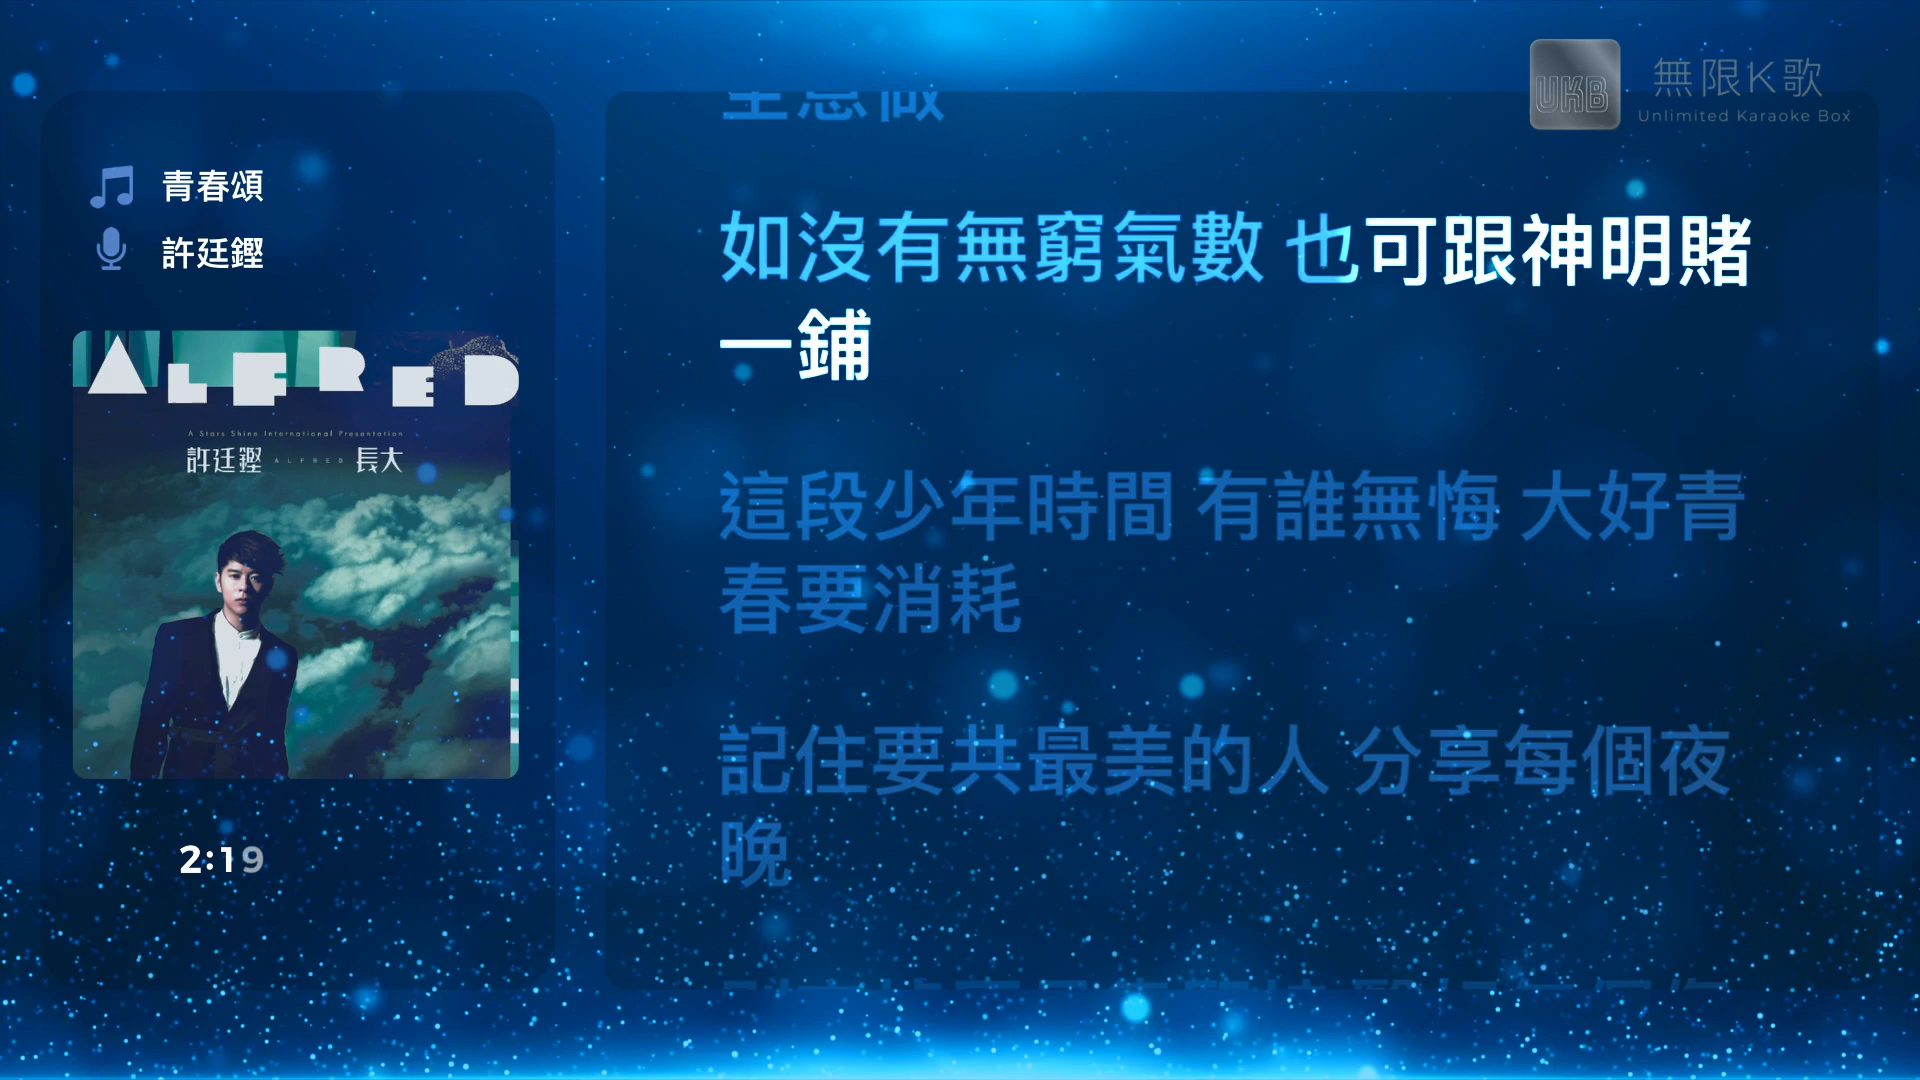 無限K歌
UKB
Unlimited Karaoke Box
青春頌
許廷鏗
ALFRED
A Stars Shine International Presentation
許廷鏗 ALFRED 長大
2:19
如沒有無窮氣數 也可跟神明賭
一鋪
這段少年時間 有誰無悔 大好青
春要消耗
記住要共最美的人 分享每個夜
晚